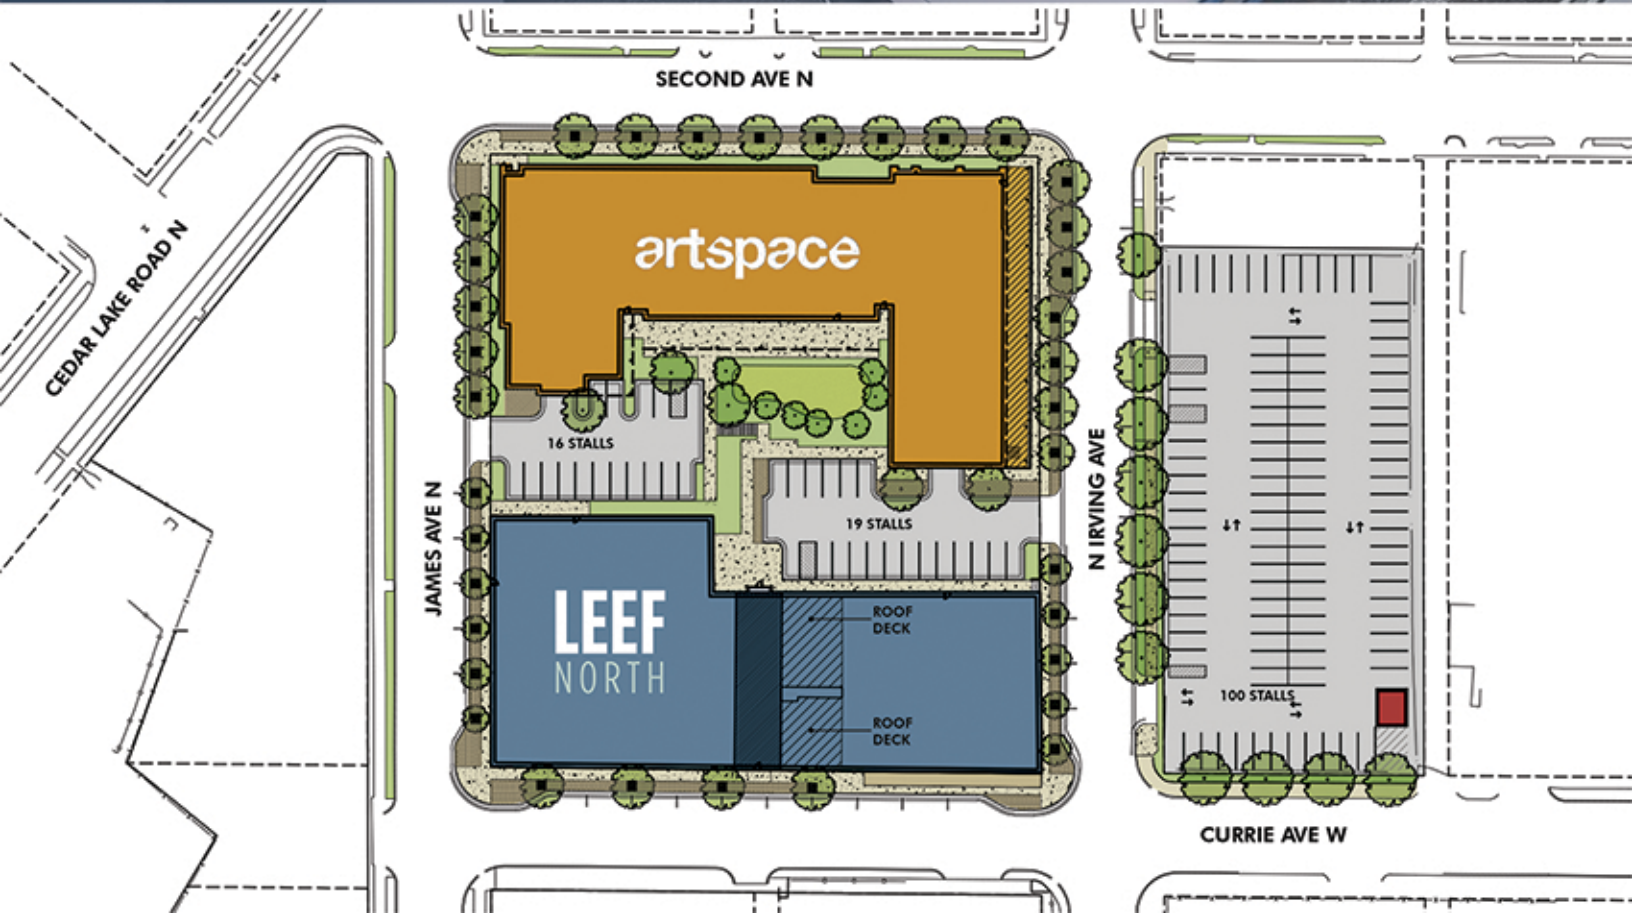 SECOND AVE N
CEDAR LAKE ROAD N
artspace
16 STALLS
N IRVING AVE
JAMES AVE N
19 STALLS
LEEF
NORTH
ROOF
DECK
ROOF
DECK
100 STALLS
CURRIE AVE W